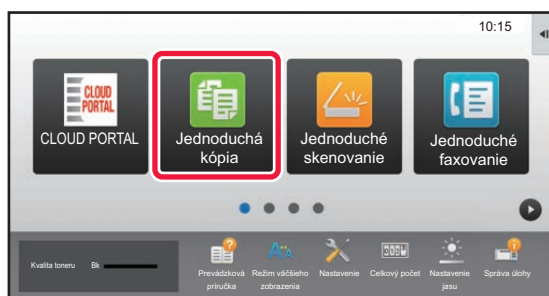 10:15
CLOUD
PORTAL
CLOUD PORTAL
Jednoduchá
kópia
Jednoduché
skenovanie
Jednoduché
faxovanie
Kvalita toneru Bk
Prevádzková
príručka
Režim väčšieho
zobrazenia
Nastavenie
Celkový počet
Nastavenie
jasu
Správa úlohy